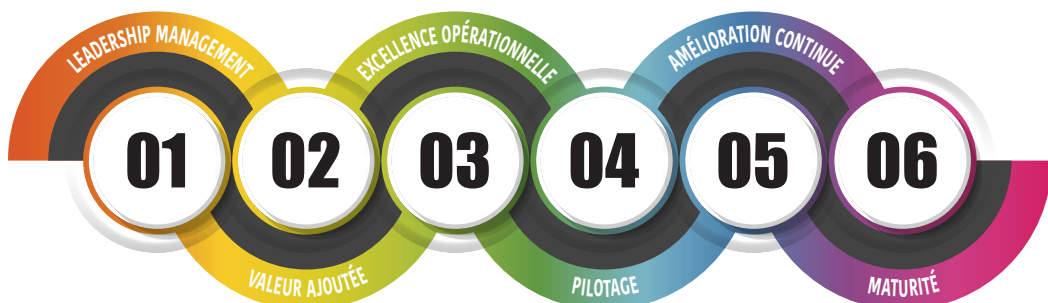 LEADERSHIP MANAGEMENT
01
VALEUR AJOUTÉE
02
EXCELLENCE OPÉRATIONNELLE
03
PILOTAGE
04
AMÉLIORATION CONTINUE
05
MATURITÉ
06